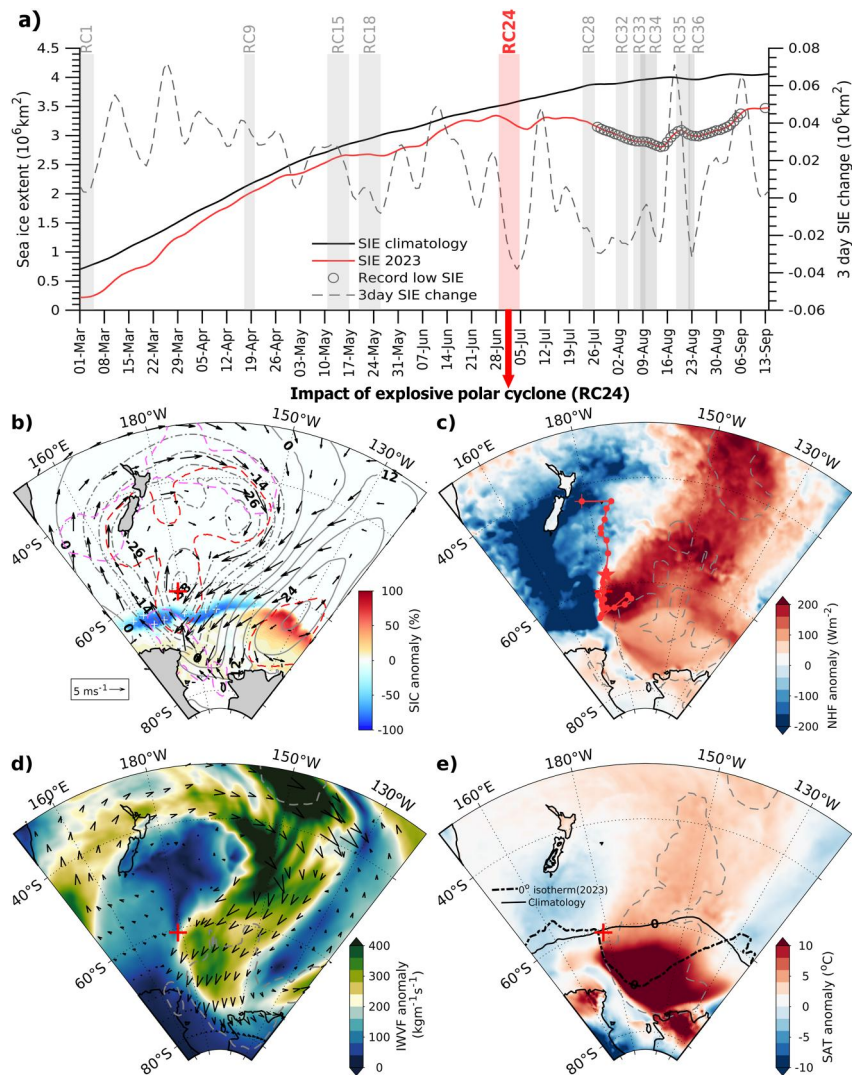 a)
RC1
RC9
RC15
RC18
RC24
RC28
RC32
RC33
RC34
RC35
RC36
Sea ice extent (10⁶km²)
4.5
4
3.5
3
2.5
2
1.5
1
0.5
0
3 day SIE change (10⁶km²)
0.08
0.06
0.04
0.02
0
-0.02
-0.04
-0.06
SIE climatology
SIE 2023
Record low SIE
3day SIE change
01-Mar
08-Mar
15-Mar
22-Mar
29-Mar
05-Apr
12-Apr
19-Apr
26-Apr
03-May
10-May
17-May
24-May
31-May
07-Jun
14-Jun
21-Jun
28-Jun
05-Jul
12-Jul
19-Jul
26-Jul
02-Aug
09-Aug
16-Aug
23-Aug
30-Aug
06-Sep
13-Sep
Impact of explosive polar cyclone (RC24)
b)
160°E
180°W
150°W
130°W
40°S
60°S
80°S
0
12
-14
-26
-26
-14
0
24
0
5 ms⁻¹
SIC anomaly (%)
100
50
0
-50
-100
c)
160°E
180°W
150°W
130°W
40°S
60°S
80°S
NHF anomaly (Wm⁻²)
200
100
0
-100
-200
d)
160°E
180°W
150°W
130°W
40°S
60°S
80°S
IWVF anomaly
(kgm⁻¹s⁻¹)
400
300
200
100
0
e)
160°E
180°W
150°W
130°W
40°S
60°S
80°S
0° isotherm(2023)
Climatology
0
SAT anomaly (°C)
10
5
0
-5
-10